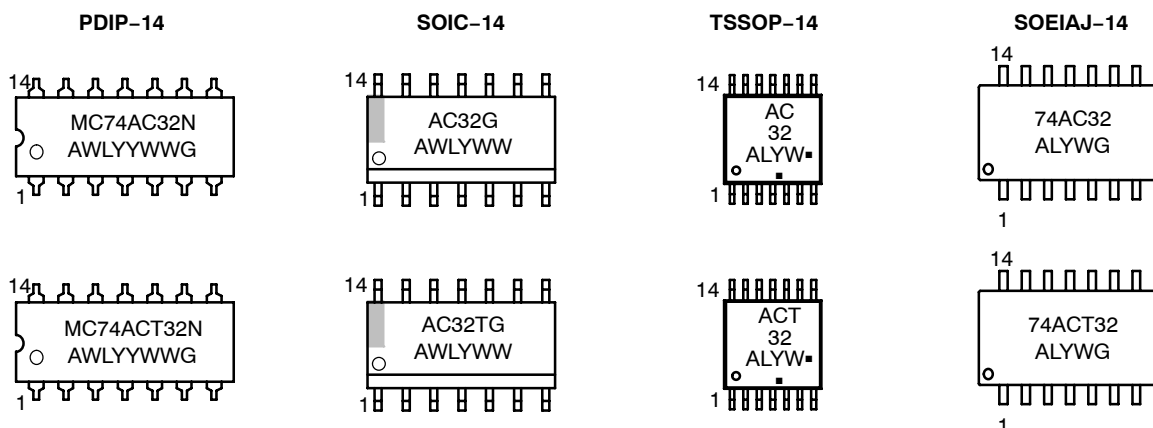 PDIP−14
SOIC−14
TSSOP−14
SOEIAJ−14
14
MC74AC32N
AWLYYWWG
1
14
AC32G
AWLYWW
1
14
AC
32
ALYW▪
▪
1
14
74AC32
ALYWG
1
14
MC74ACT32N
AWLYYWWG
1
14
AC32TG
AWLYWW
1
14
ACT
32
ALYW▪
▪
1
14
74ACT32
ALYWG
1